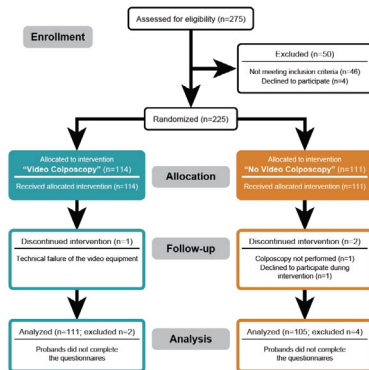 Assessed for eligibility (n=275)
Enrollment
Excluded (n=50)
Not meeting inclusion criteria (n=46)
Declined to participate (n=4)
Randomized (n=225)
Allocated to intervention
"Video Colposcopy" (n=114)
Received allocated intervention (n=114)
Allocation
Allocated to intervention
"No Video Colposcopy" (n=111)
Received allocated intervention (n=111)
Discontinued intervention (n=1)
Technical failure of the video equipment
Follow-up
Discontinued intervention (n=2)
Colposcopy not performed (n=1)
Declined to participate during
intervention (n=1)
Analyzed (n=111; excluded n=2)
Probands did not complete
the questionnaires
Analysis
Analyzed (n=105; excluded n=4)
Probands did not complete
the questionnaires